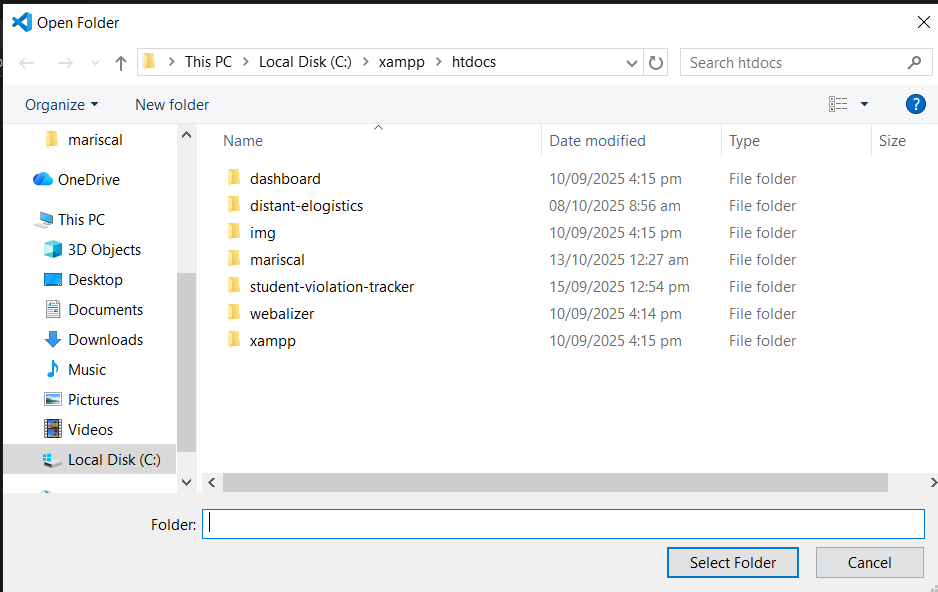 Open Folder
This PC > Local Disk (C:) > xampp > htdocs
Search htdocs
Organize
New folder
?
mariscal
OneDrive
This PC
3D Objects
Desktop
Documents
Downloads
Music
Pictures
Videos
Local Disk (C:)
Name Date modified Type Size
dashboard 10/09/2025 4:15 pm File folder
distant-elogistics 08/10/2025 8:56 am File folder
img 10/09/2025 4:15 pm File folder
mariscal 13/10/2025 12:27 am File folder
student-violation-tracker 15/09/2025 12:54 pm File folder
webalizer 10/09/2025 4:14 pm File folder
xampp 10/09/2025 4:15 pm File folder
Folder:
Select Folder
Cancel